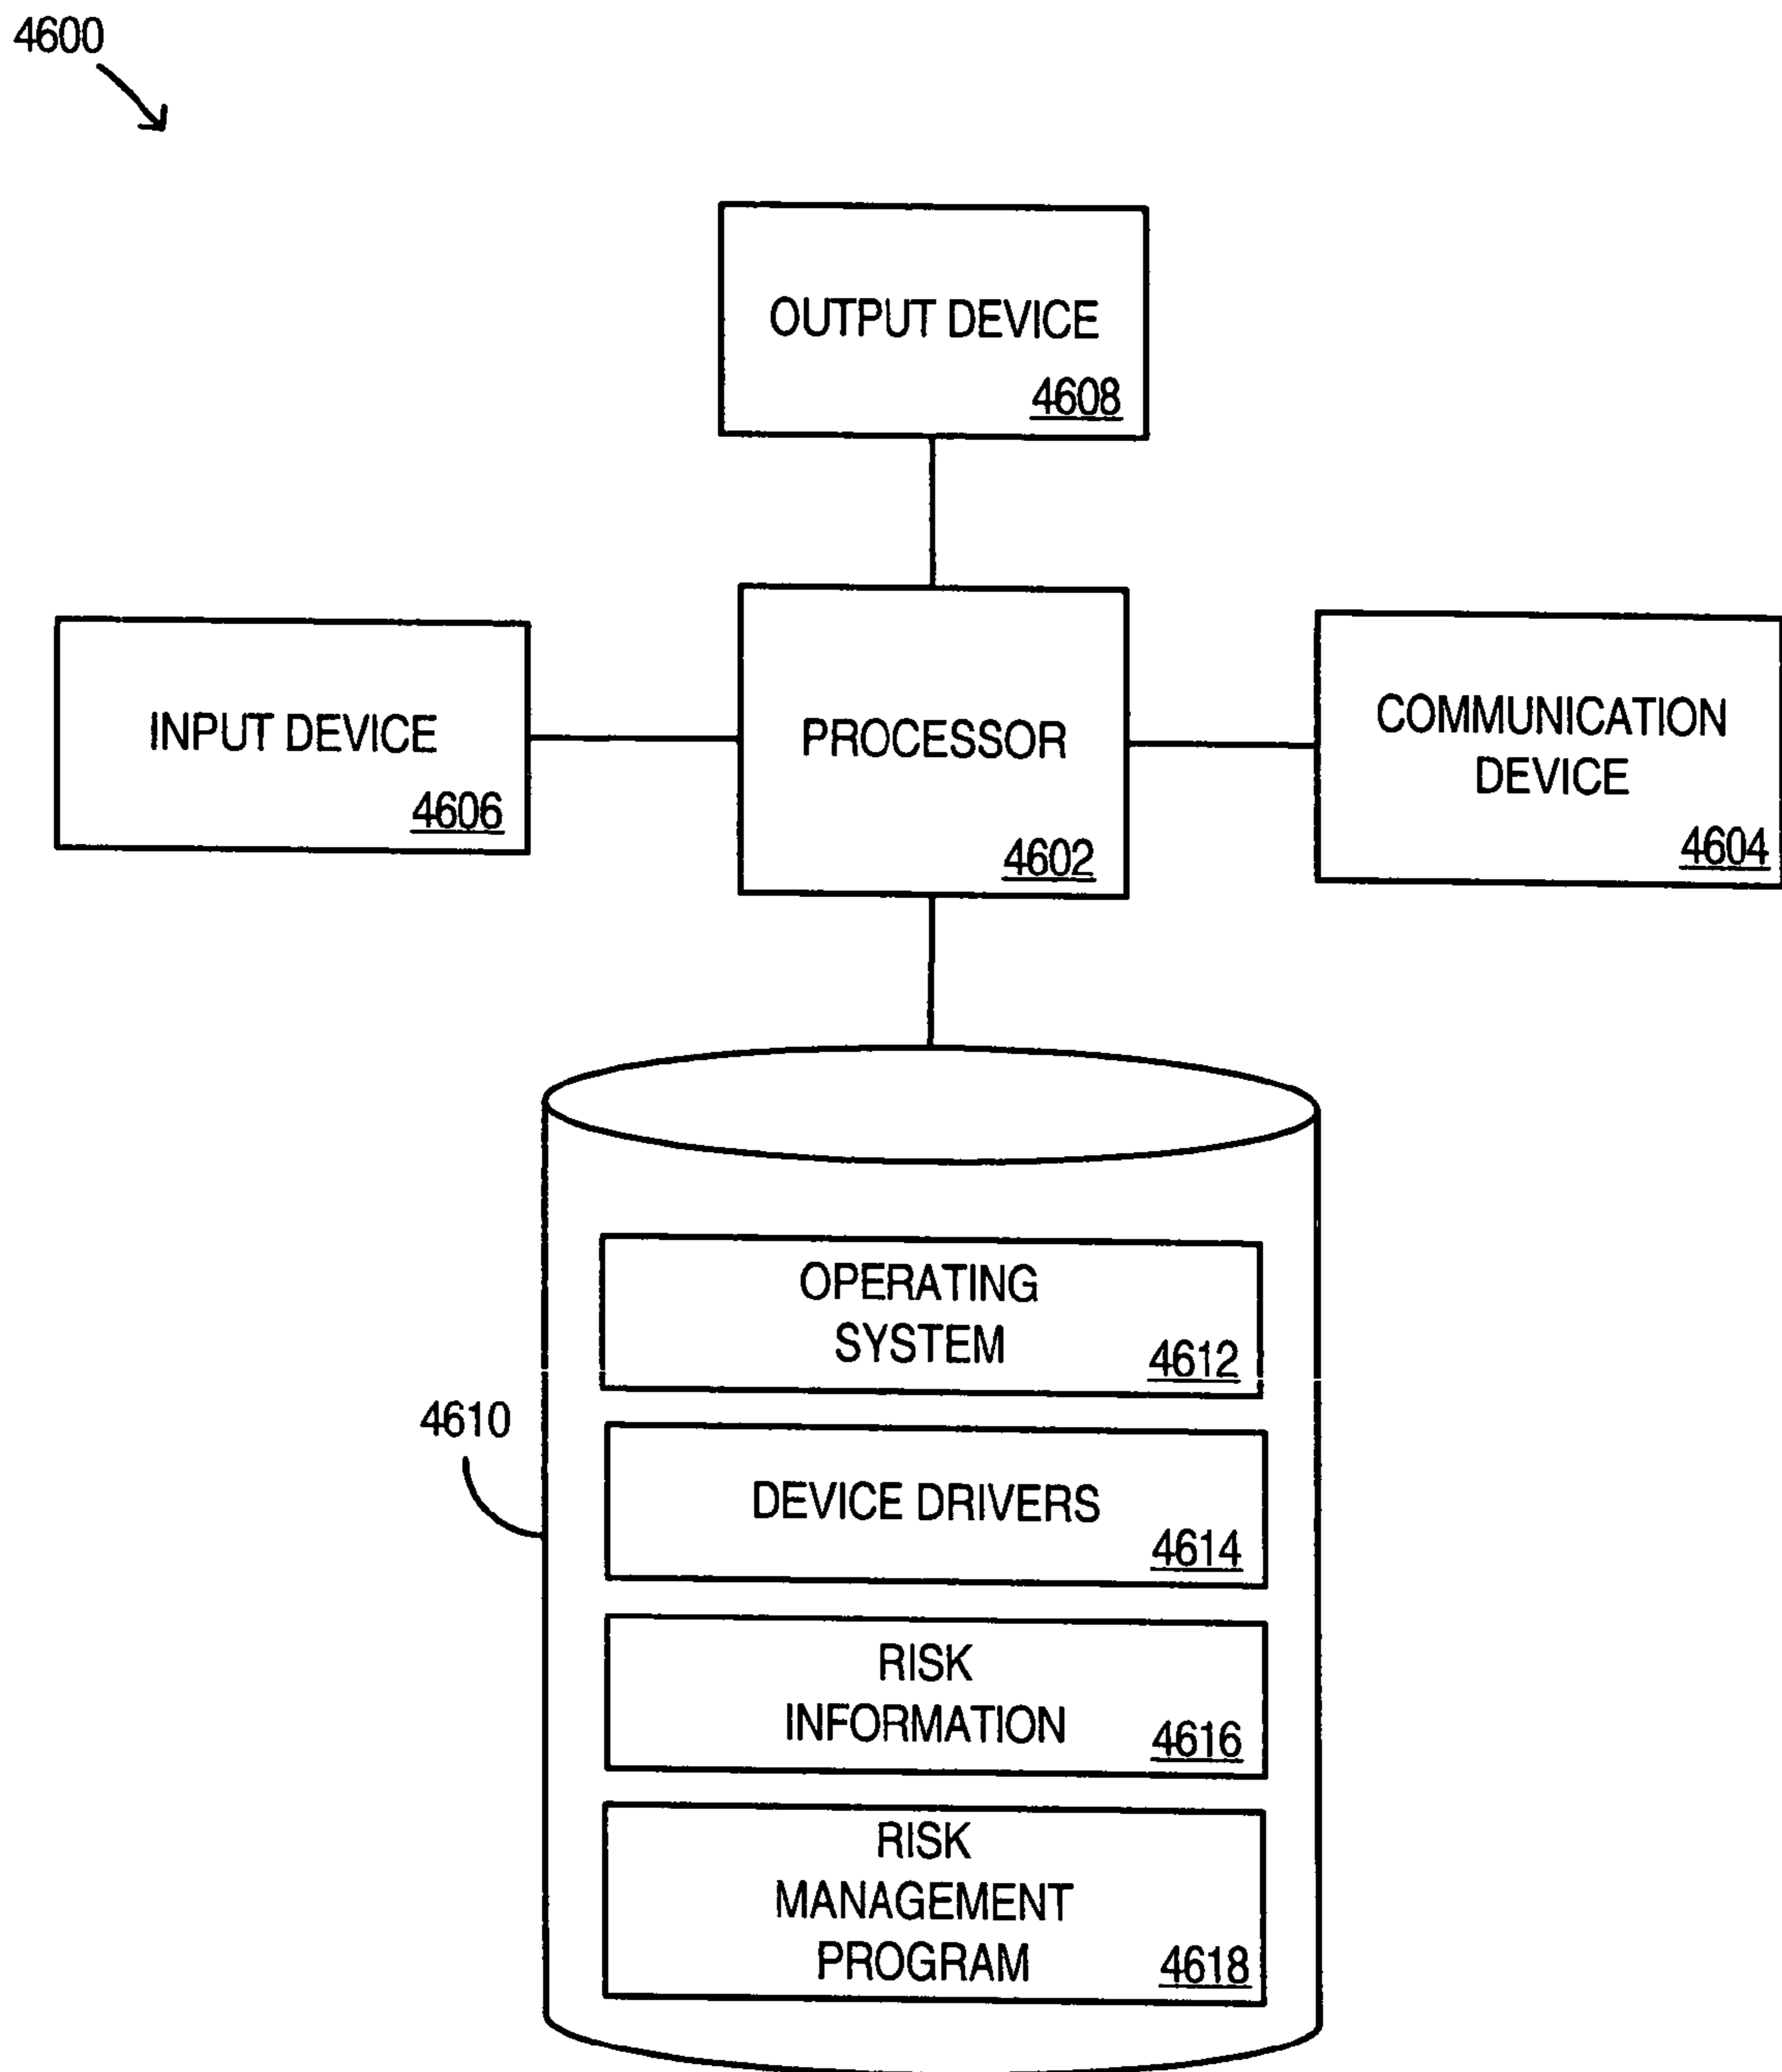 4600
OUTPUT DEVICE
4608
INPUT DEVICE
4606
PROCESSOR
4602
COMMUNICATION
DEVICE
4604
OPERATING
SYSTEM
4612
4610
DEVICE DRIVERS
4614
RISK
INFORMATION
4616
RISK
MANAGEMENT
PROGRAM
4618